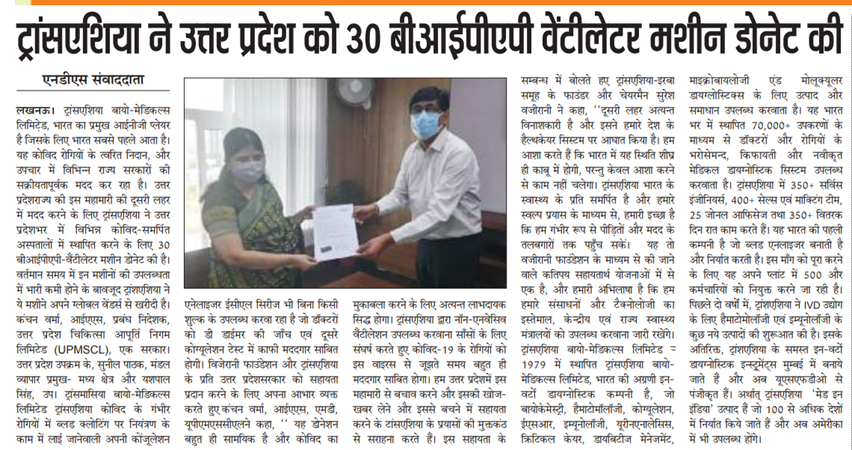 ट्रांसएशिया ने उत्तर प्रदेश को 30 बीआईपीएपी वेंटीलेटर मशीन डोनेट की
एनडीएस संवाददाता
लखनऊ। ट्रांसएशिया बायो-मेडिकल्स
लिमिटे़ड, भारत का प्रमुख आईनीजी प्लेयर
है जिसके लिए भारत सबसे पहले आता है।
यह कोविड रोगियों के त्वरित निदान, और
उपचार में विभिन्न राज्य सरकारों की
सक्रीयतापूर्वक मदद कर रहा है। उत्तर
प्रदेशराज्य की इस महामारी की दूसरी लहर
में मदद करने के लिए ट्रांसएशिया ने उत्तर
प्रदेशभर में विभिन्न कोविड-समर्पित
अस्पतालों में स्थापित करने के लिए 30
बीआईपीएपी-वैंटीलेटर मशीन डोनेट की है।
वर्तमान समय में इन मशीनों की उपलब्धता
में भारी कमी होने के बावजूद ट्रांशएशिया ने
ये मशीने अपने ग्लोबल वेंडर्स से खरीदी है।
कंचन वर्मा, आईएएस, प्रबंध निदेशक,
उत्तर प्रदेश चिकित्सा आपूर्ति निगम
लिमिटेड (UPMSCL), एक सरकार।
उत्तर प्रदेश उपक्रम के, सुनील पाठक, मंडल
व्यापार प्रमुख- मध्य क्षेत्र और यशपाल
सिंह, उप। ट्रांसमासिया बायो-मेडिकल्स
लिमिटेड ट्रांसएशिया कोविड के गंभीर
रोगियों में ब्लड क्लोटिंग पर नियंत्रण के
काम में लाई जानेवाली अपनी कोंजूलेशन
एनेलाइजर ईसीएल सिरीज भी बिना किसी
शुल्क के उपलब्ध करवा रहा है जो डॉक्टरों
को डी डाईमर की जाँच एवं दूसरे
कोग्यूलेशन टेस्ट में काफी मददगार साबित
होगी। विजेरानी फाउंडेशन और ट्रांसएशिया
के प्रति उत्तर प्रदेशसरकार को सहायता
प्रदान करने के लिए अपना आभार व्यक्त
करते हुए कंचन वर्मा, आईएएस, एमडी,
यूपीएमएससीएलने कहा, '' यह डोनेशन
बहुत ही सामयिक है और कोविड का
मुकाबला करने के लिए अत्यन्त लाभदायक
सिद्ध होगा। ट्रांसएशिया द्वारा नॉन-एनवेसिव
वैंटीलेशन उपलब्ध करवाना साँसों के लिए
संघर्ष करते हुए कोविड-19 के रोगियों को
इस वाइरस से जूझते समय बहुत ही
मददगार साबित होगा। हम उत्तर प्रदेशमें इस
महामारी से बचाव करने और इसकी खोज-
खबर लेने और इससे बचने में सहायता
करने के टांसएशिया के प्रयासों की मुक्तकंठ
से सराहना करते हैं। इस सहायता के
सम्बन्ध में बोलते हए ट्रांसएशिया-इरबा
समूह के फाउंडर और चेयरमैन सुरेश
वजीरानी ने कहा, ''दूसरी लहर अत्यन्त
विनाशकारी है और इसने हमारे देश के
हैल्थकेयर सिस्टम पर आघात किया है। हम
आशा करते हैं कि भारत में यह स्थिति शीघ्र
ही काबू में होगी, परन्तु केवल आशा करने
से काम नहीं चलेगा। ट्रांसएशिया भारत के
स्वास्थ्य के प्रति समर्पित है और हमारे
स्वल्प प्रयास के माध्यम से, हमारी इच्छा है
कि हम गंभीर रूप से पीड़ितों और मदद के
तलबगारों तक पहुँच सकें। यह तो
वजीरानी फाउंडेशन के माध्यम से की जाने
वाले कतिपय सहायतार्थ योजनाओं में से
एक है, और हमारी अभिलाषा है कि हम
हमारे संसाधनों और टैक्नोलॉजी का
इस्तेमाल, केन्द्रीय एवं राज्य स्वास्थ्य
मंत्रालयों को उपलब्ध करवाना जारी रखेंगे।
ट्रांसएशिया बायो-मेडिकल्स लिमिटेड -
1979 में स्थापित ट्रांसएशिया बायो-
मेडिकल्स लिमिटेड, भारत की अग्रणी इन-
वर्टो डायग्नोस्टिक कम्पनी है, जो
बायोकेमेस्ट्री, हैमाटोमॉलॉजी, कोग्यूलेशन,
ईएसआर, इम्यूनोलॉजी, यूरीनएनालेसिस,
क्रिटिकल केयर, डायबिटीज मेनेजमेंट,
माइक्रोबायलोजी एंड मोलूक्यूलर
डायग्लोस्टिक्स के लिए उत्पाद और
समाधान उपलब्ध करवाता है। यह भारत
भर में स्थापित 70,000+ उपकरणों के
माध्यम से डॉक्टरों और रोगियों के
भरोसेमन्द, किफायती और नवीकृत
मेडिकल डायग्नोस्टिक सिस्टम उपलब्ध
करवाता है। ट्रांसएशिया में 350+ सर्विस
इंजीनियर्स, 400+ सेल्स एवं माक्टिंग टीम,
25 जोनल आफिसेज तथा 350+ वितरक
दिन रात काम करते हैं। यह भारत की पहली
कम्पनी है जो ब्लड एनलाइजर बनाती है
और निर्यात करती है। इस माँग को पूरा करने
के लिए यह अपने प्लांट में 500 और
कर्मचारियों को नियुक्त करने जा रही है।
पिछले दो वर्षो में, ट्रांशएशिया ने IVD उद्योग
के लिए हैमाटोमॉलॉजी एवं इम्यूनोलॉजी के
कुछ नये उत्पादों की शुरूआत की है। इसके
अतिरिक्त, ट्रांशएशिया के समस्त इन-वर्टो
डायग्नोस्टिक इन्स्टूमेंट्स मुम्बई में बनाये
जाते हैं और अब यूएसएफडीओ से
पंजीकृत हैं। अर्थात् ट्रांसएशिया 'मेड इन
इंडिया' उत्पाद हैं जो 100 से अधिक देशों
में निर्यात किये जाते हैं और अब अमेरीका
में भी उपलब्ध होंगे।